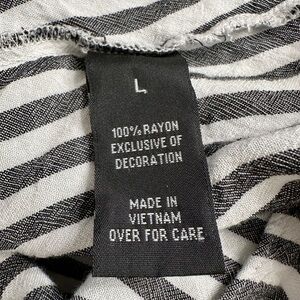 L
100% RAYON
EXCLUSIVE OF
DECORATION
MADE IN
VIETNAM
OVER FOR CARE